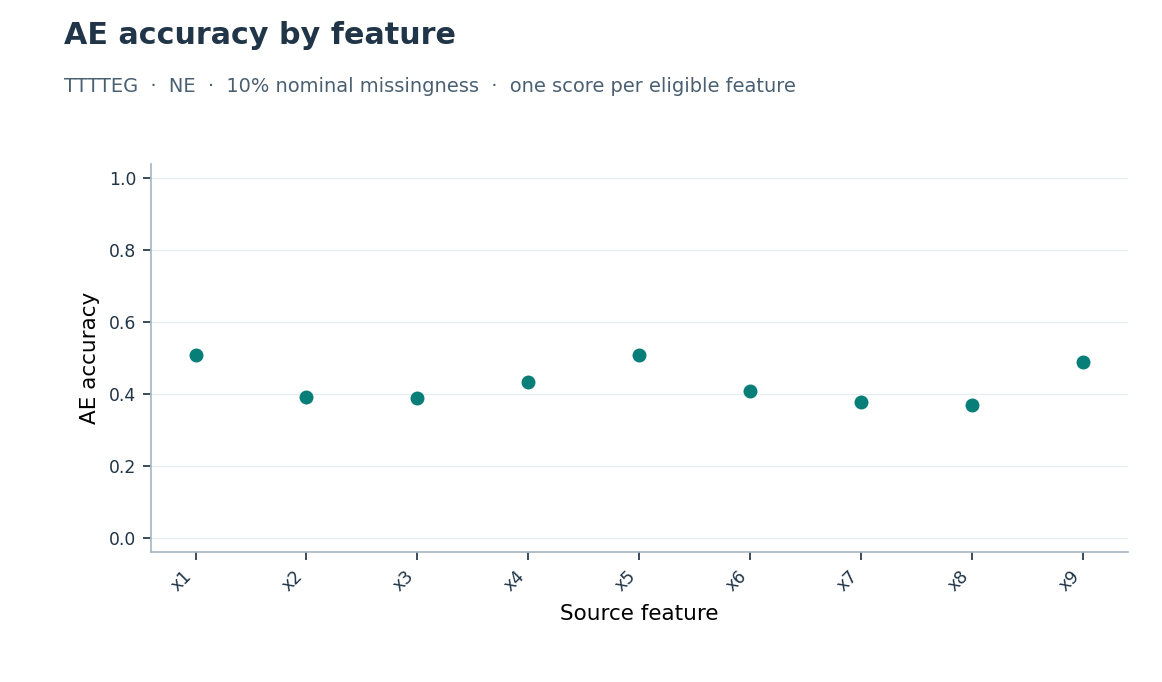 AE accuracy by feature
TTTTEG · NE · 10% nominal missingness · one score per eligible feature
AE accuracy
1.0
0.8
0.6
0.4
0.2
0.0
x1 x2 x3 x4 x5 x6 x7 x8 x9
Source feature